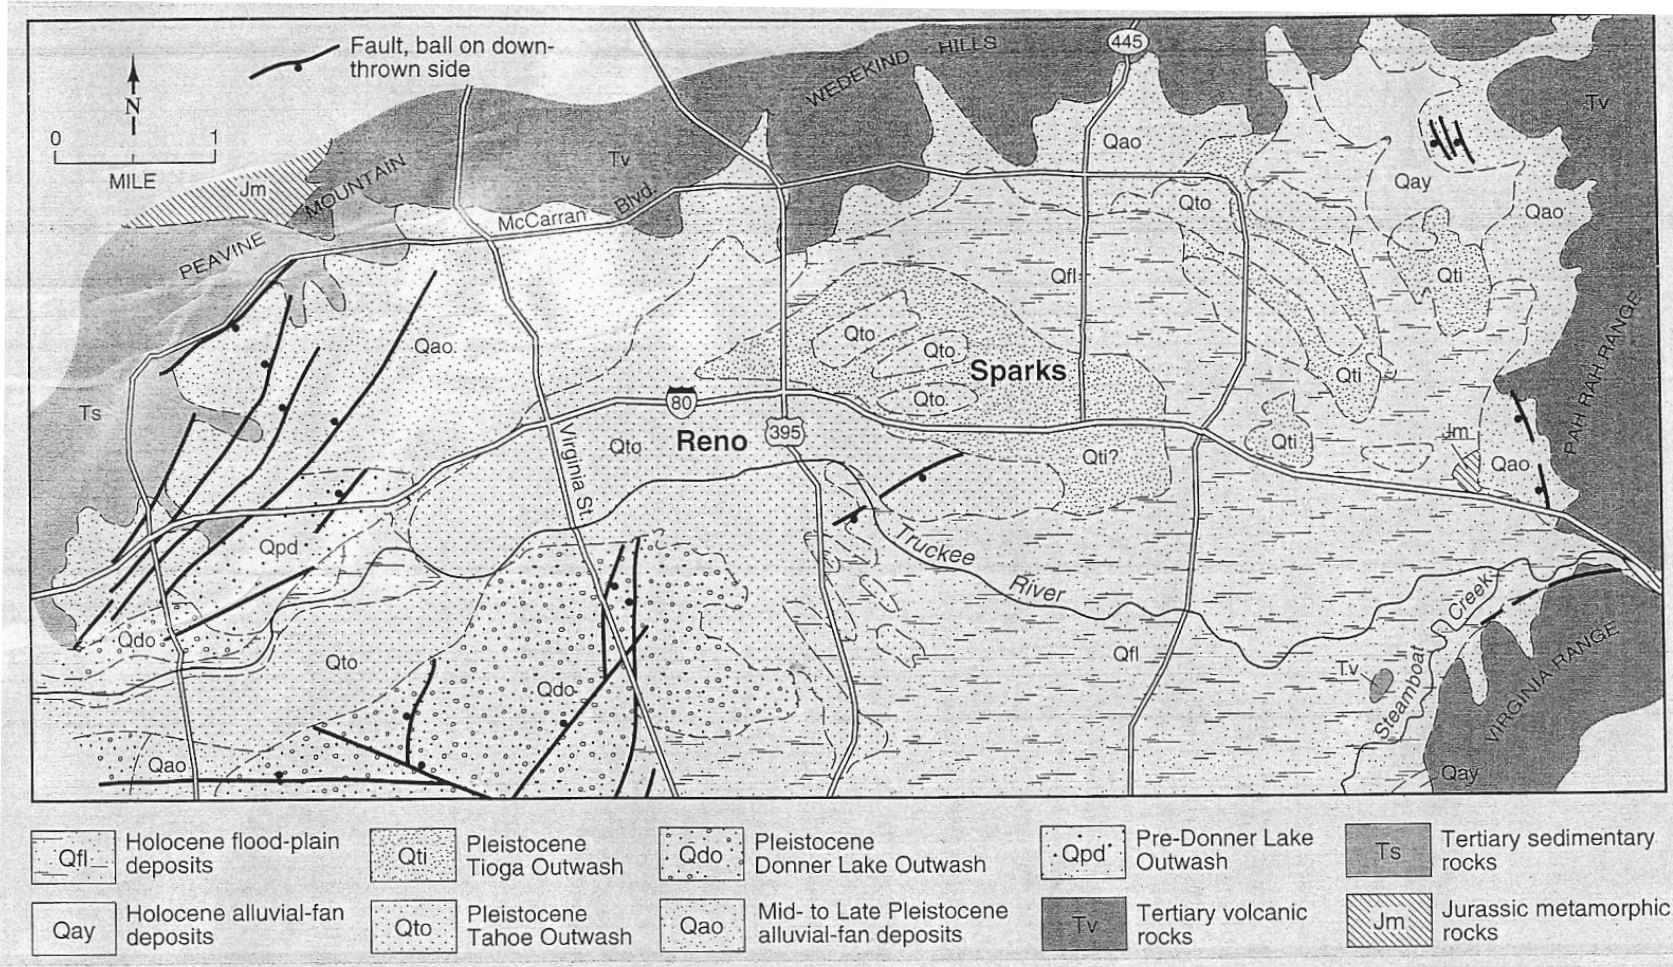 Fault, ball on down-
thrown side
N
0 1
MILE
WEDEKIND HILLS
445
Tv
Tv
Qao
Jm
MOUNTAIN
McCarran Blvd.
PEAVINE
Qay
Qto
Qao
Qfl
Qti
Qao
Qto
Qto
Sparks
Qto
Qti
PAH RAH RANGE
Ts
80
Reno
395
Qto
Virginia St.
Qti?
Qti
Jm
Qao
Qpd
Truckee
River
Steamboat Creek
Qdo
Qto
Qdo
Qfl
Tv
VIRGINIA RANGE
Qao
Qay
Qfl
Holocene flood-plain
deposits
Qti
Pleistocene
Tioga Outwash
Qdo
Pleistocene
Donner Lake Outwash
Qpd
Pre-Donner Lake
Outwash
Ts
Tertiary sedimentary
rocks
Qay
Holocene alluvial-fan
deposits
Qto
Pleistocene
Tahoe Outwash
Qao
Mid- to Late Pleistocene
alluvial-fan deposits
Tv
Tertiary volcanic
rocks
Jm
Jurassic metamorphic
rocks